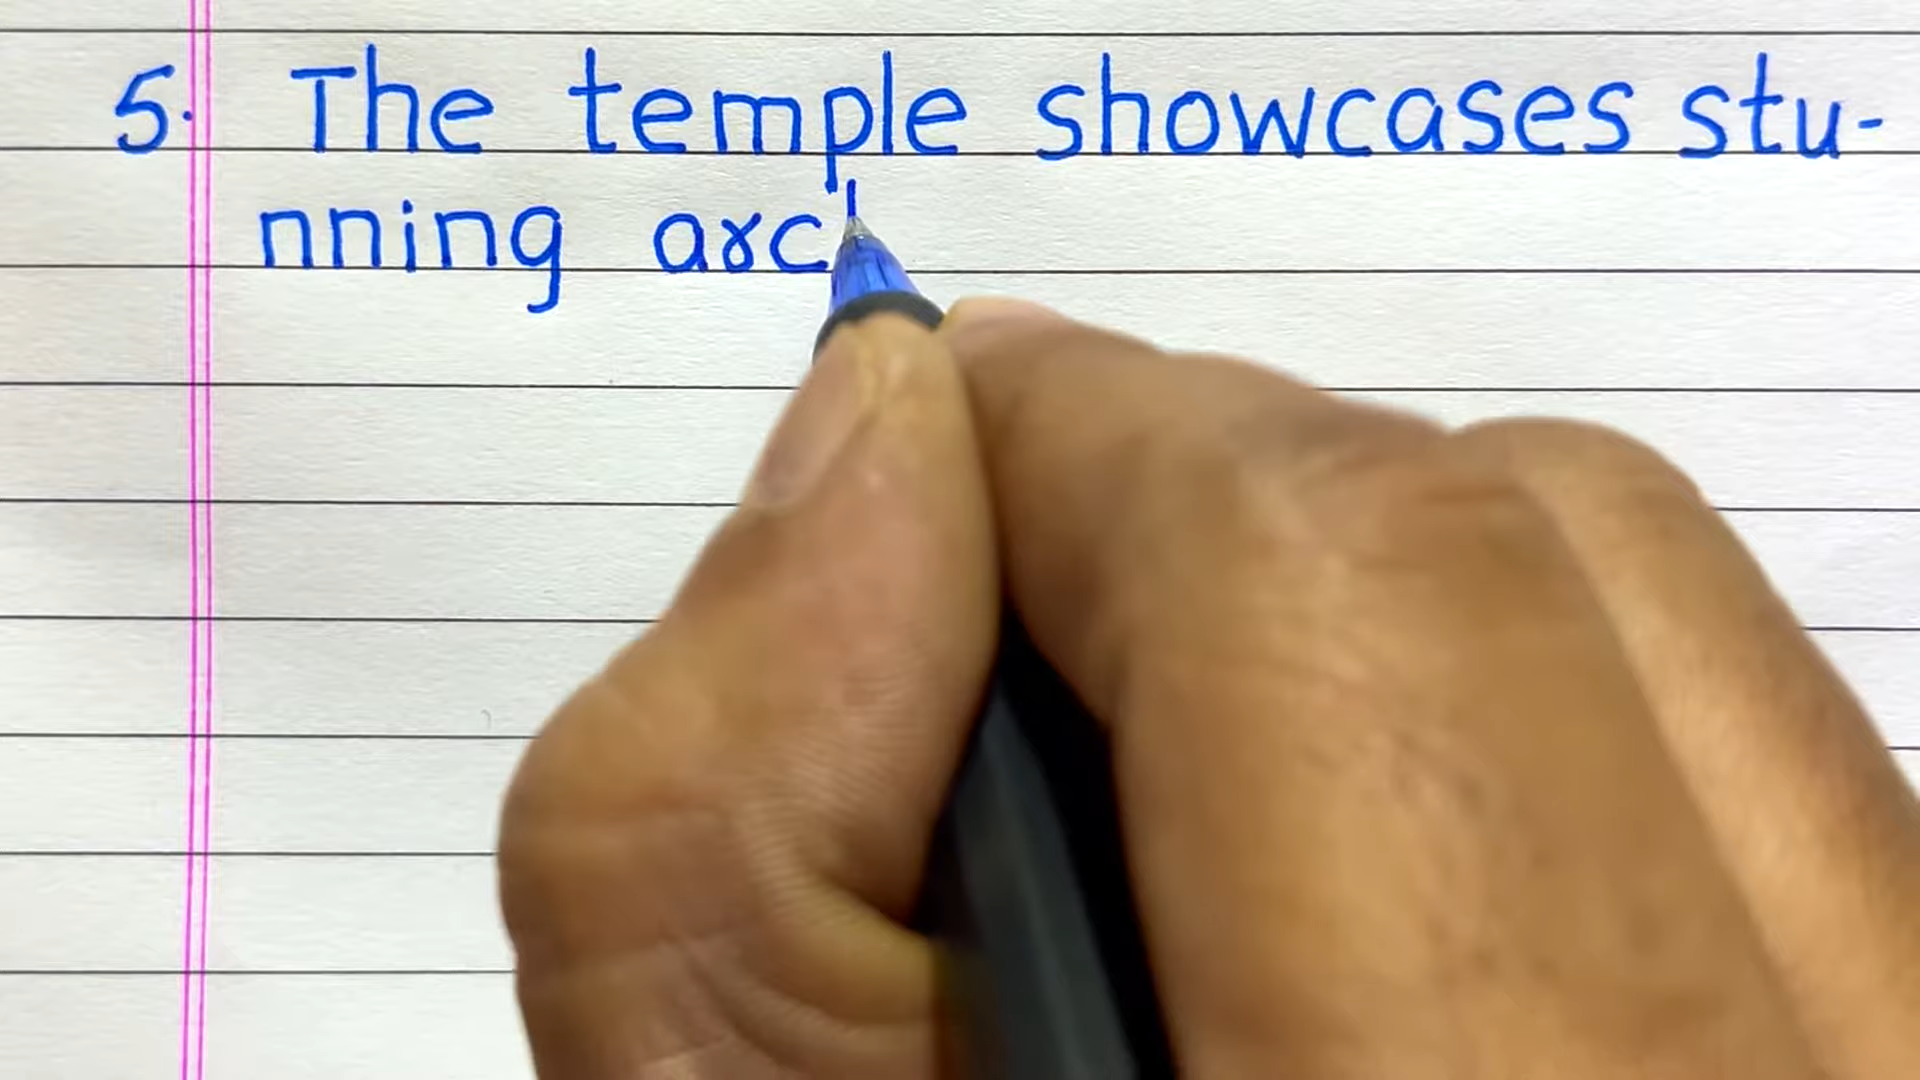 5. The temple showcases stu-
nning arc